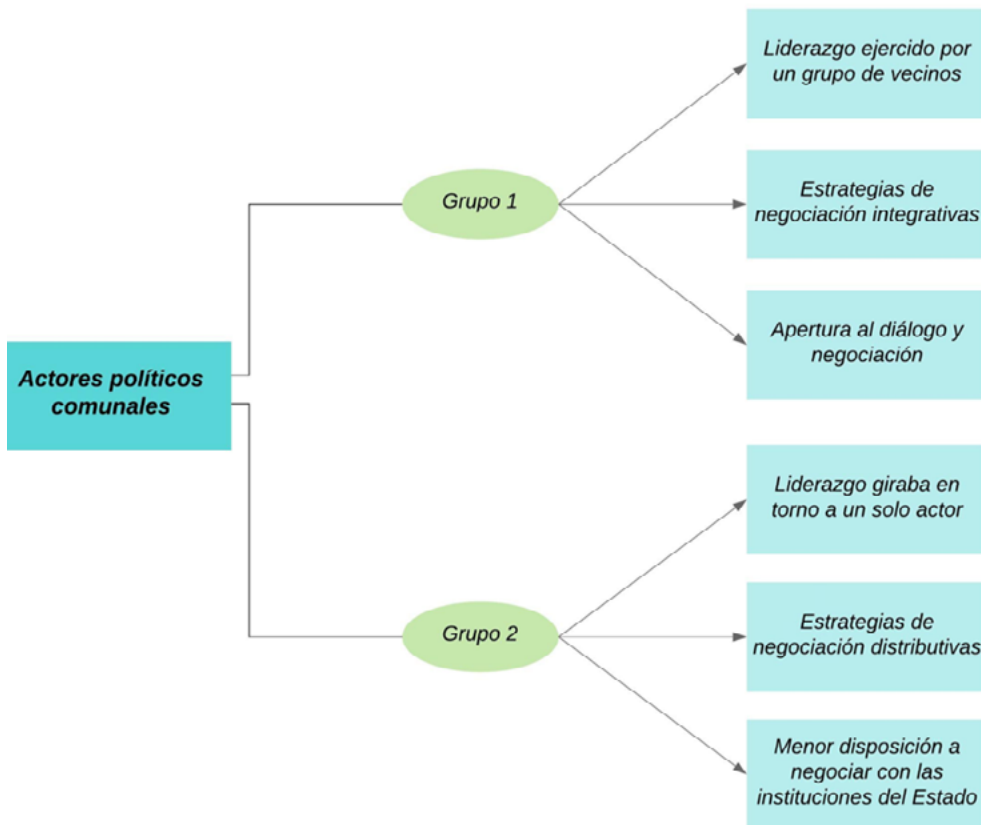 Liderazgo ejercido por
un grupo de vecinos
Grupo 1
Estrategias de
negociación integrativas
Apertura al diálogo y
negociación
Actores políticos
comunales
Liderazgo giraba en
torno a un solo actor
Grupo 2
Estrategias de
negociación distributivas
Menor disposición a
negociar con las
instituciones del Estado